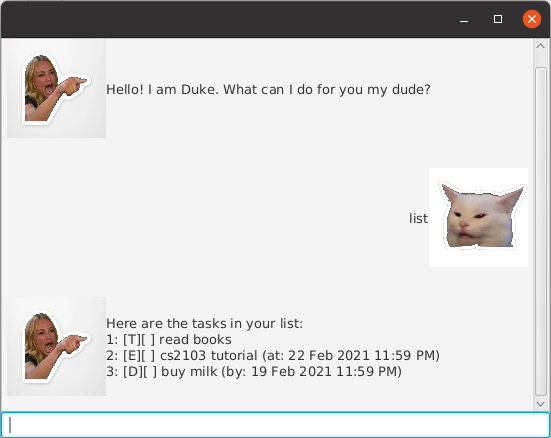 Hello! I am Duke. What can I do for you my dude?
list
Here are the tasks in your list:
1: [T][ ] read books
2: [E][ ] cs2103 tutorial (at: 22 Feb 2021 11:59 PM)
3: [D][ ] buy milk (by: 19 Feb 2021 11:59 PM)